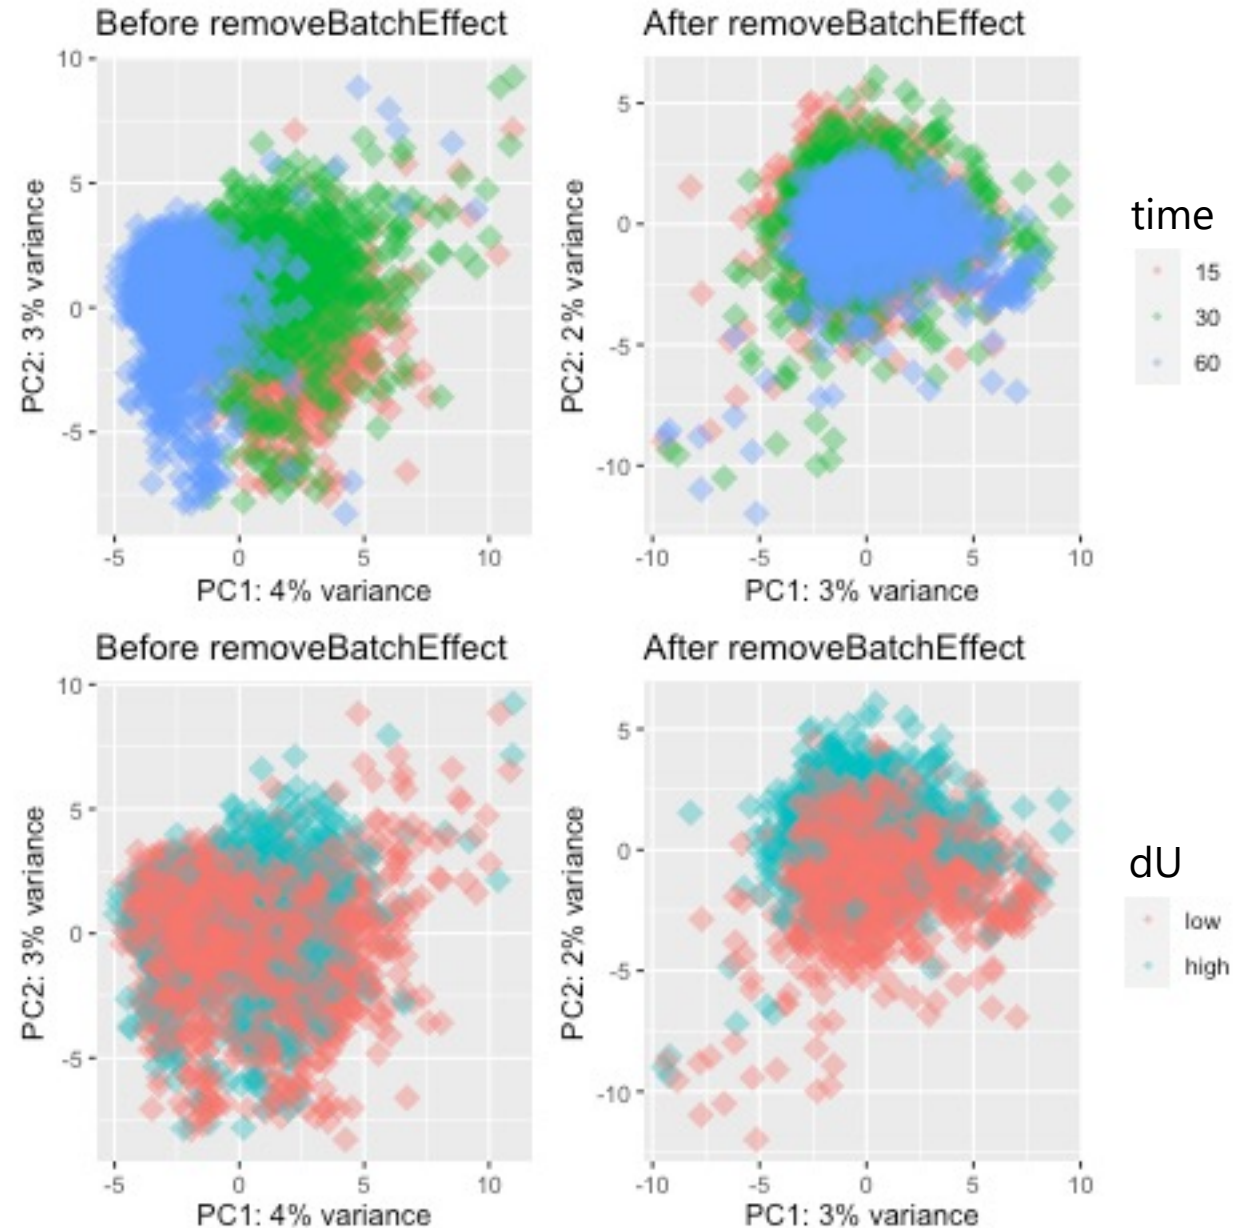 Before removeBatchEffect
After removeBatchEffect
10
5
0
-5
PC2: 3% variance
-5
0
5
10
PC1: 4% variance
5
0
-5
-10
PC2: 2% variance
-10
-5
0
5
10
PC1: 3% variance
time
15
30
60
Before removeBatchEffect
After removeBatchEffect
10
5
0
-5
PC2: 3% variance
-5
0
5
10
PC1: 4% variance
5
0
-5
-10
PC2: 2% variance
-10
-5
0
5
10
PC1: 3% variance
dU
low
high